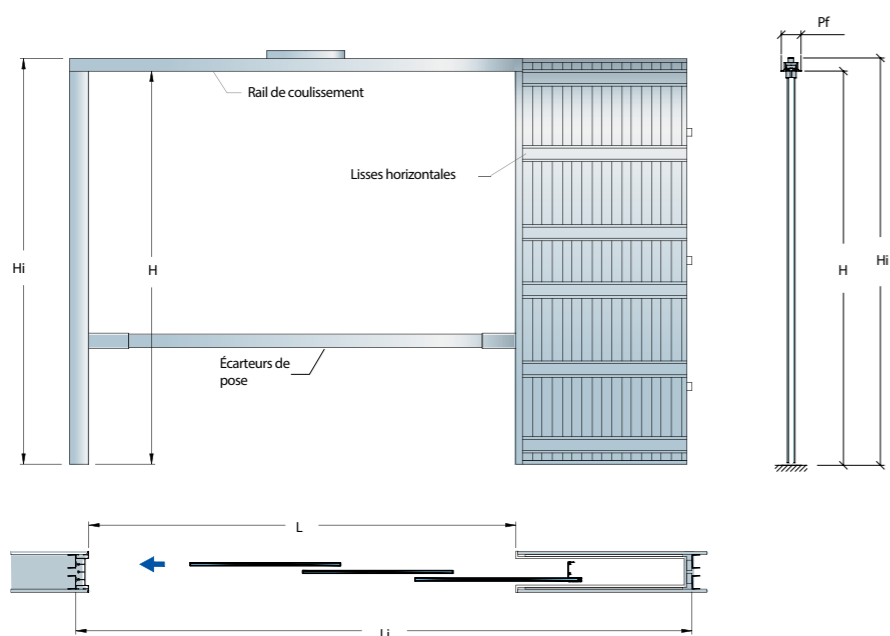 Pf
Rail de coulissement
Lisses horizontales
Hi
H
H
Hi
Écarteurs de
pose
L
Li